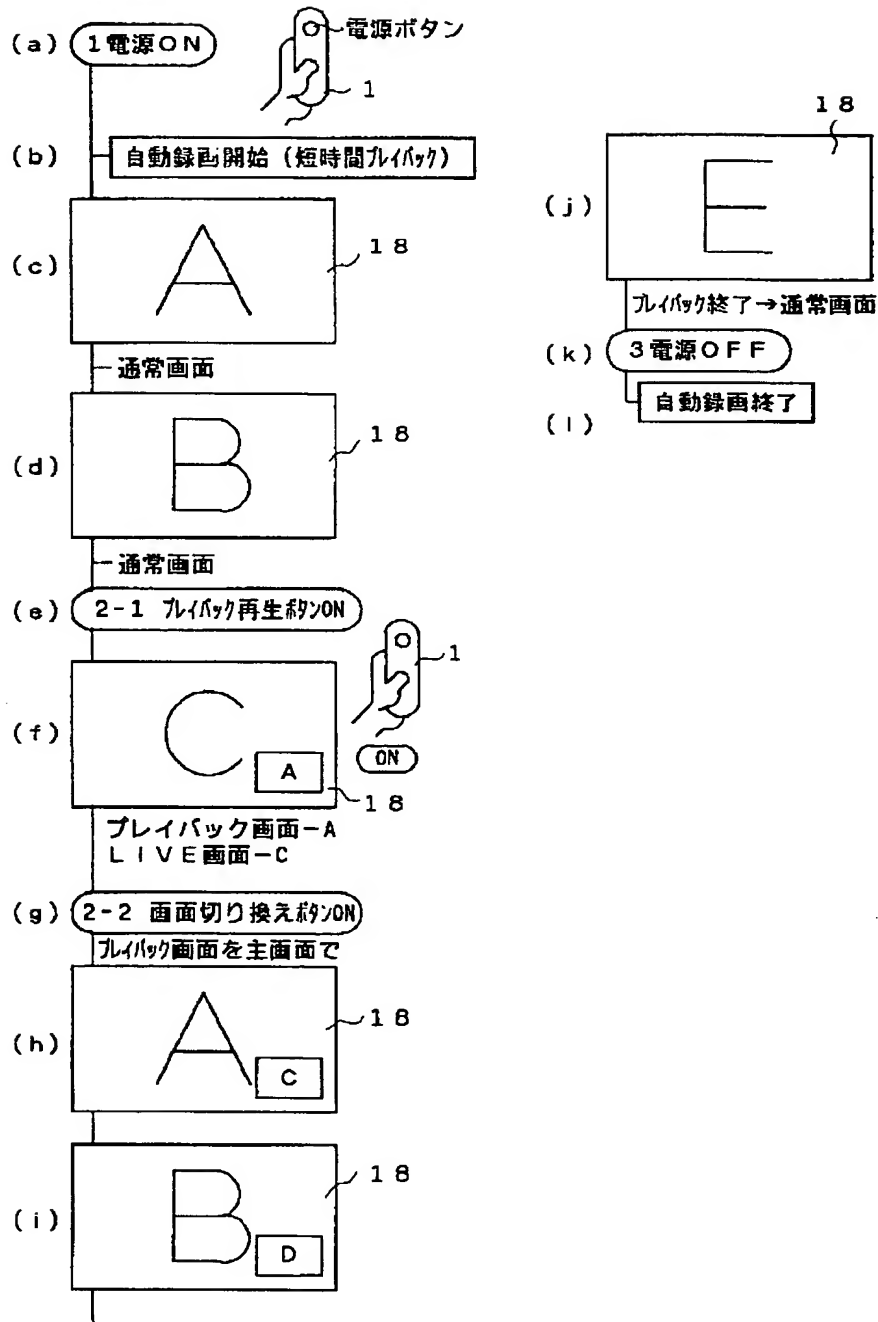 (a) 1電源ON
電源ボタン
1
(b) 自動録画開始（短時間プレイバック）
(c) A 18
通常画面
(d) B 18
通常画面
(e) 2-1 プレイバック再生ボタンON
1
(f) C A
ON
18
プレイバック画面－A
LIVE画面－C
(g) 2-2 画面切り換えボタンON
プレイバック画面を主画面で
(h) A C 18
(i) B D 18
18
(j) E
プレイバック終了→通常画面
(k) 3電源OFF
自動録画終了
(l)